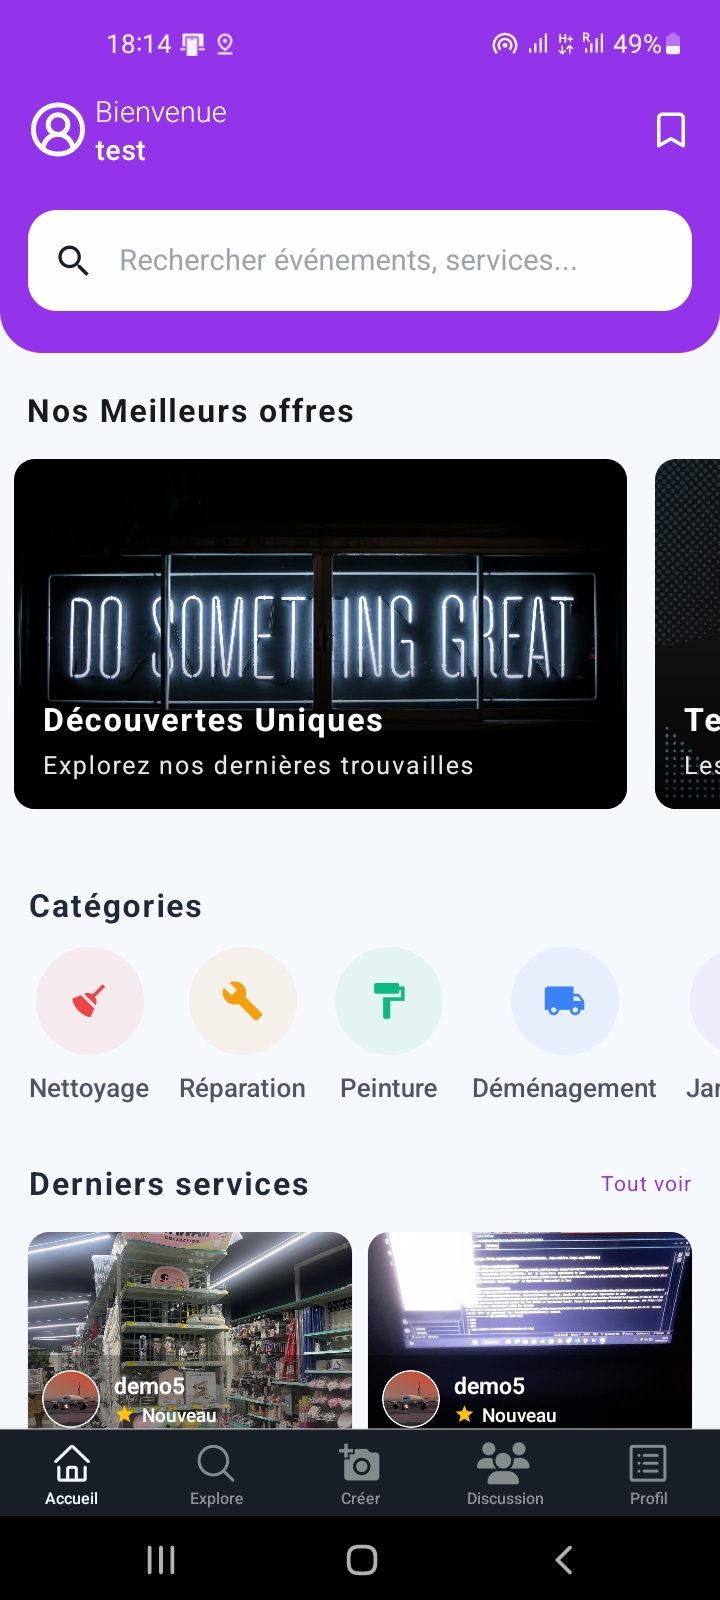 18:14
H+
R
49%
Bienvenue
test
Rechercher événements, services...
Nos Meilleurs offres
DO SOMETHING GREAT
Découvertes Uniques
Explorez nos dernières trouvailles
Te
Les
Catégories
Nettoyage
Réparation
Peinture
Déménagement
Jar
Derniers services
Tout voir
demo5
Nouveau
demo5
Nouveau
Accueil
Explore
Créer
Discussion
Profil